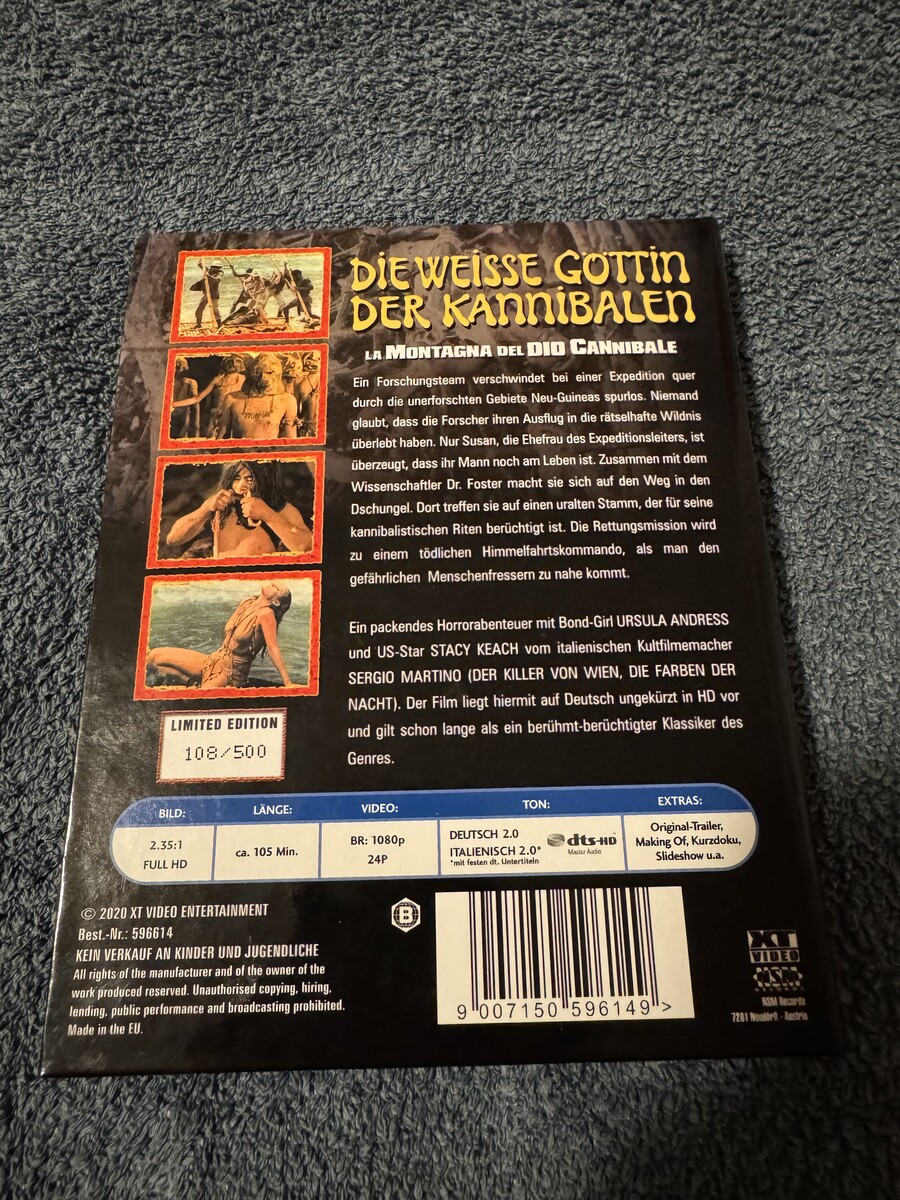 DIE WEISSE GÖTTIN
DER KANNIBALEN
LA MONTAGNA DEL DIO CANNIBALE
Ein Forschungsteam verschwindet bei einer Expedition quer
durch die unerforschten Gebiete Neu-Guineas spurlos. Niemand
glaubt, dass die Forscher ihren Ausflug in die rätselhafte Wildnis
überlebt haben. Nur Susan, die Ehefrau des Expeditionsleiters, ist
überzeugt, dass ihr Mann noch am Leben ist. Zusammen mit dem
Wissenschaftler Dr. Foster macht sie sich auf den Weg in den
Dschungel. Dort treffen sie auf einen uralten Stamm, der für seine
kannibalistischen Riten berüchtigt ist. Die Rettungsmission wird
zu einem tödlichen Himmelfahrtskommando, als man den
gefährlichen Menschenfressern zu nahe kommt.
Ein packendes Horrorabenteuer mit Bond-Girl URSULA ANDRESS
und US-Star STACY KEACH vom italienischen Kultfilmemacher
SERGIO MARTINO (DER KILLER VON WIEN, DIE FARBEN DER
NACHT). Der Film liegt hiermit auf Deutsch ungekürzt in HD vor
und gilt schon lange als ein berühmt-berüchtigter Klassiker des
Genres.
LIMITED EDITION
108/500
BILD:
2.35:1
FULL HD
LÄNGE:
ca. 105 Min.
VIDEO:
BR: 1080p
24P
TON:
DEUTSCH 2.0
ITALIENISCH 2.0*
*mit festen dt. Untertiteln
dts-HD
Master Audio
EXTRAS:
Original-Trailer,
Making Of, Kurzdoku,
Slideshow u.a.
© 2020 XT VIDEO ENTERTAINMENT
Best.-Nr.: 596614
KEIN VERKAUF AN KINDER UND JUGENDLICHE
All rights of the manufacturer and of the owner of the
work produced reserved. Unauthorised copying, hiring,
lending, public performance and broadcasting prohibited.
Made in the EU.
B
9 007150 596149 >
XT
VIDEO
NSM
RECORDS
NSM Records
7201 Neudörfl - Austria